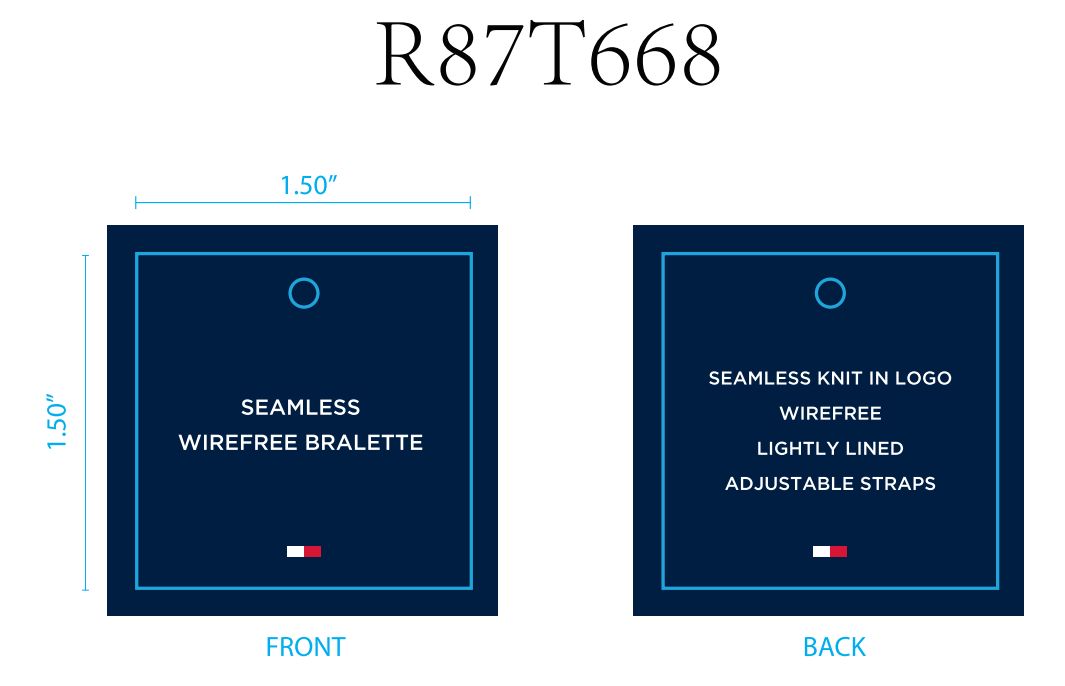 R87T668
1.50”
1.50”
SEAMLESS
WIREFREE BRALETTE
FRONT
SEAMLESS KNIT IN LOGO
WIREFREE
LIGHTLY LINED
ADJUSTABLE STRAPS
BACK